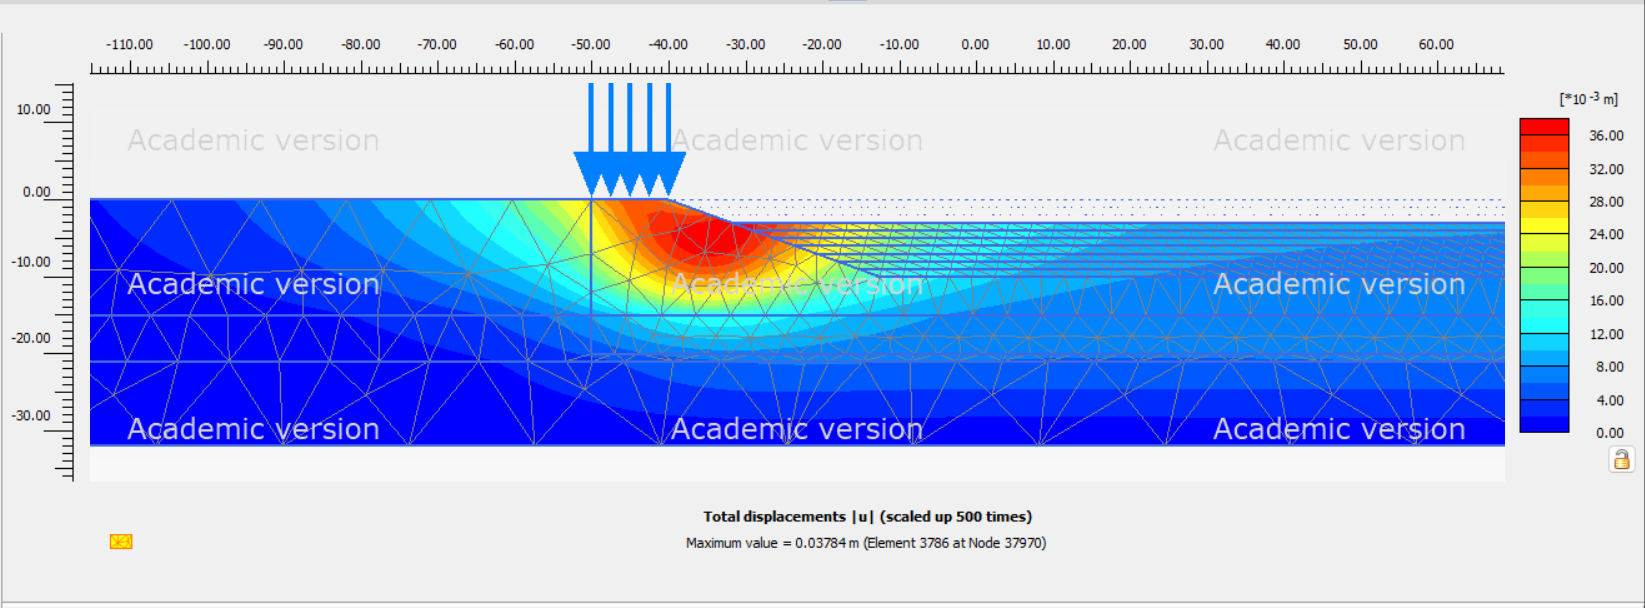 -110.00 -100.00 -90.00 -80.00 -70.00 -60.00 -50.00 -40.00 -30.00 -20.00 -10.00 0.00 10.00 20.00 30.00 40.00 50.00 60.00
[*10 -3 m]
10.00
Academic version Academic version Academic version
36.00
32.00
0.00
28.00
24.00
-10.00
20.00
Academic version Academic version Academic version
16.00
-20.00
12.00
8.00
4.00
-30.00
Academic version Academic version Academic version
0.00
Total displacements |u| (scaled up 500 times)
Maximum value = 0.03784 m (Element 3786 at Node 37970)